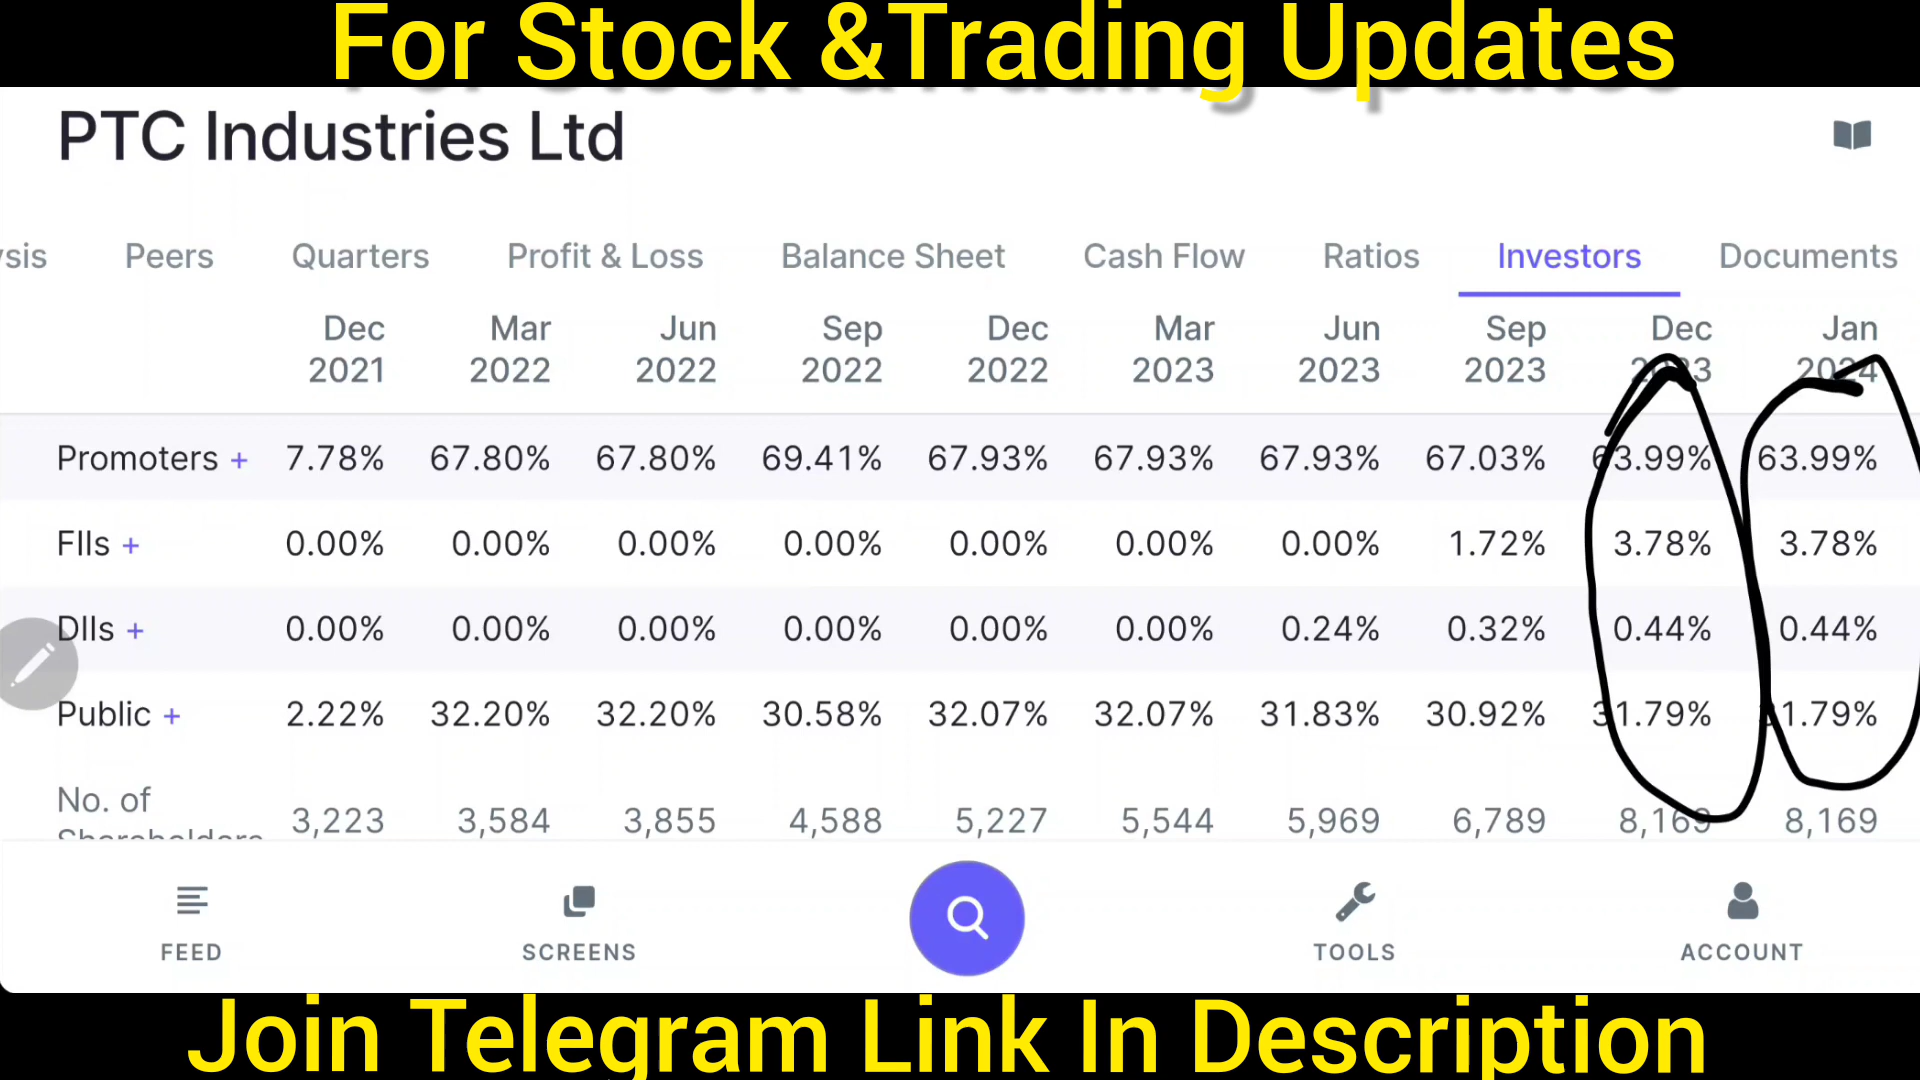 For Stock &Trading Updates
PTC Industries Ltd
ysis Peers Quarters Profit & Loss Balance Sheet Cash Flow Ratios Investors Documents
Dec 2021 Mar 2022 Jun 2022 Sep 2022 Dec 2022 Mar 2023 Jun 2023 Sep 2023 Dec 2023 Jan 2024
Promoters + 7.78% 67.80% 67.80% 69.41% 67.93% 67.93% 67.93% 67.03% 63.99% 63.99%
FIIs + 0.00% 0.00% 0.00% 0.00% 0.00% 0.00% 0.00% 1.72% 3.78% 3.78%
DIIs + 0.00% 0.00% 0.00% 0.00% 0.00% 0.00% 0.24% 0.32% 0.44% 0.44%
Public + 2.22% 32.20% 32.20% 30.58% 32.07% 32.07% 31.83% 30.92% 31.79% 31.79%
No. of Shareholders 3,223 3,584 3,855 4,588 5,227 5,544 5,969 6,789 8,169 8,169
FEED SCREENS TOOLS ACCOUNT
Join Telegram Link In Description